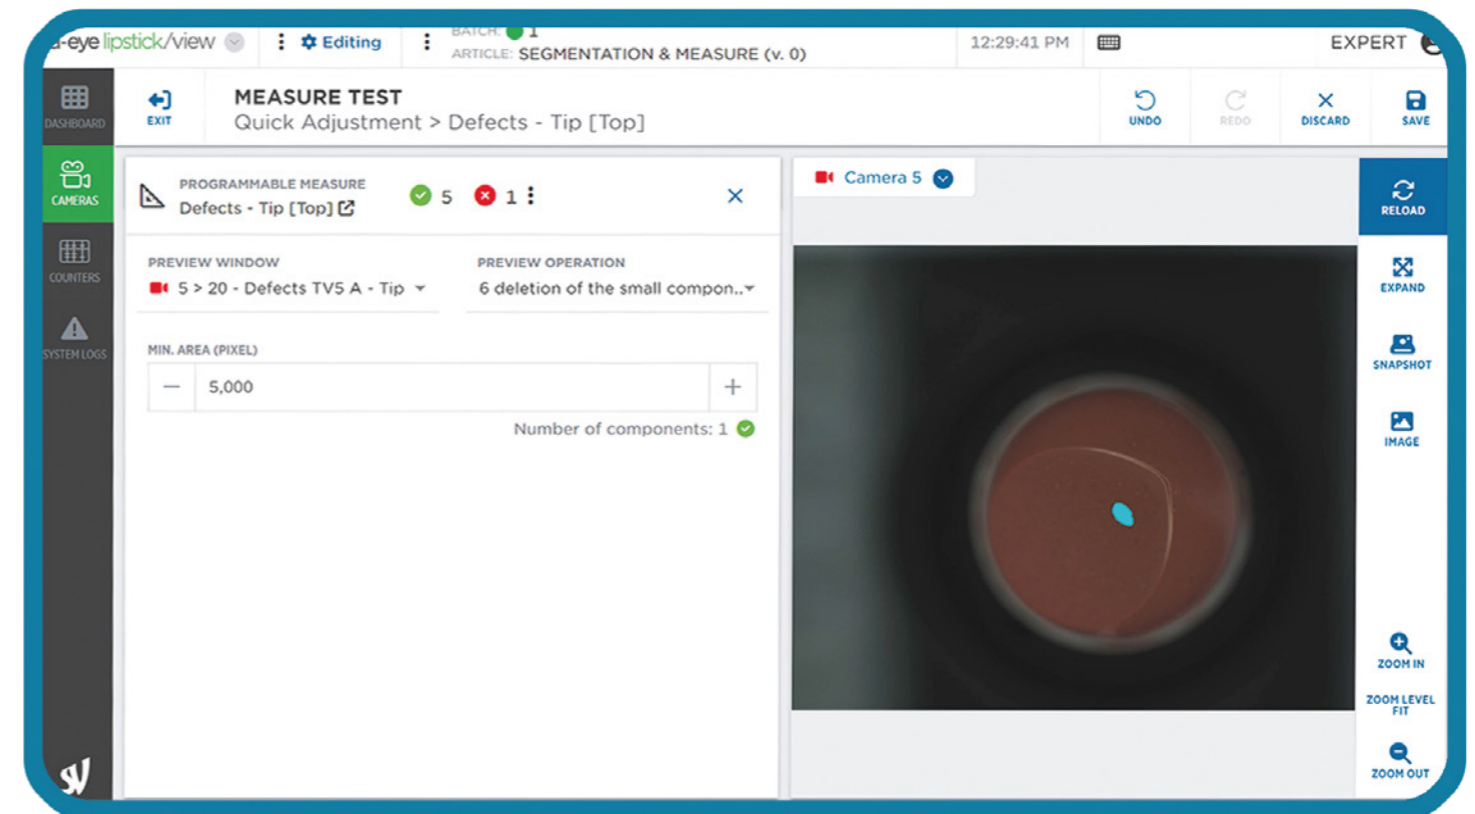 a-eye lipstick/view
Editing
BATCH: 1
ARTICLE: SEGMENTATION & MEASURE (v. 0)
12:29:41 PM
EXPERT
DASHBOARD
CAMERAS
COUNTERS
SYSTEM LOGS
EXIT
MEASURE TEST
Quick Adjustment > Defects - Tip [Top]
UNDO
REDO
DISCARD
SAVE
PROGRAMMABLE MEASURE
Defects - Tip [Top]
5
1
PREVIEW WINDOW
5 > 20 - Defects TV5 A - Tip
PREVIEW OPERATION
6 deletion of the small compon..
MIN. AREA (PIXEL)
5,000
Number of components: 1
Camera 5
RELOAD
EXPAND
SNAPSHOT
IMAGE
ZOOM IN
ZOOM LEVEL
FIT
ZOOM OUT